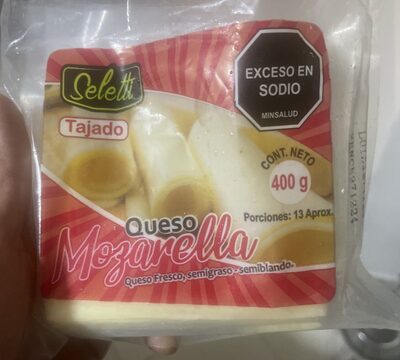 Seletti
Tajado
EXCESO EN
SODIO
MINSALUD
CONT. NETO
400 g
Porciones: 13 Aprox.
Queso
Mozarella
Queso Fresco, semigraso - semiblando.